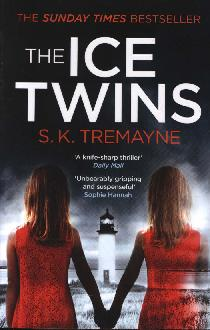 THE SUNDAY TIMES BESTSELLER
THE ICE
TWINS
S. K. TREMAYNE
'A knife-sharp thriller'
Daily Mail
'Unbearably gripping
and suspenseful'
Sophie Hannah